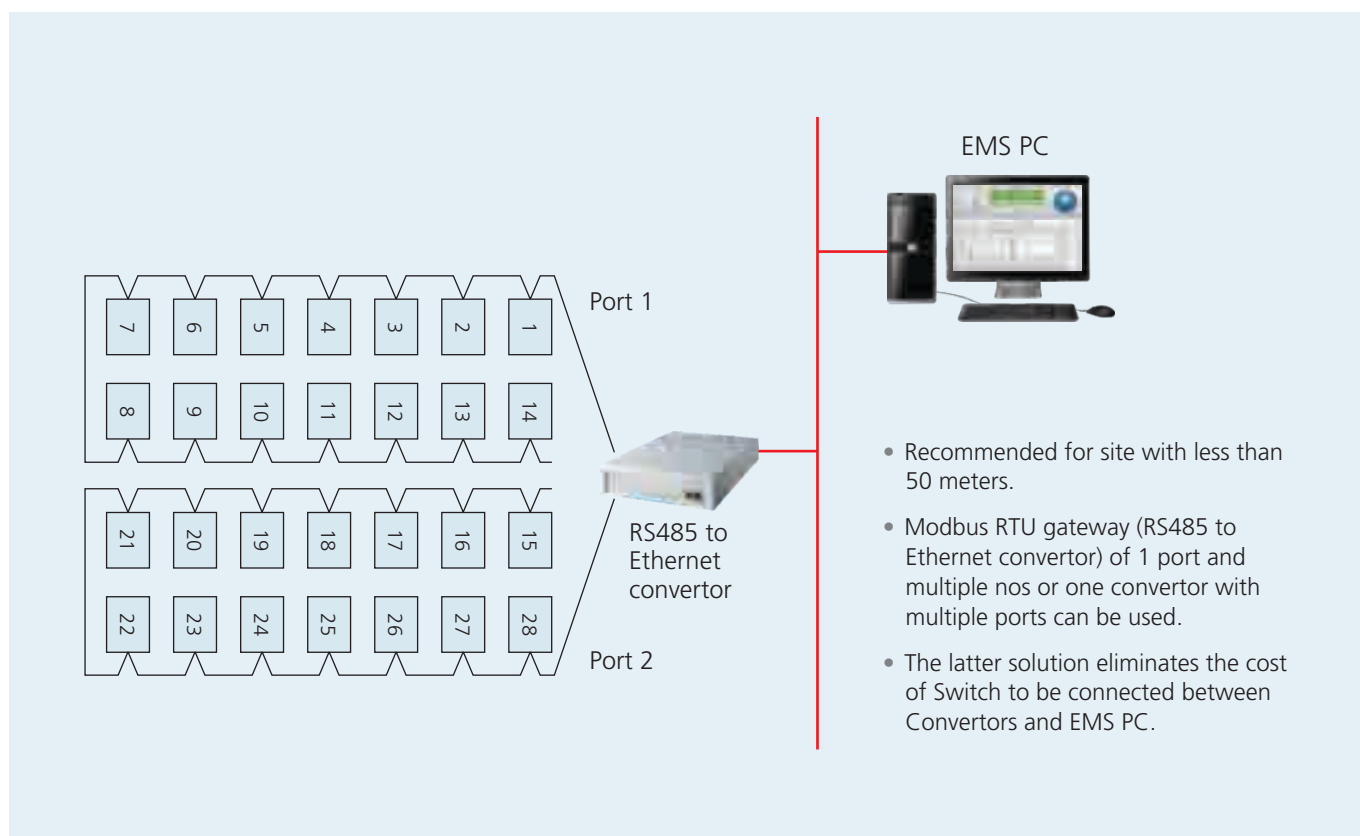 EMS PC
Port 1
7 6 5 4 3 2 1
8 9 10 11 12 13 14
21 20 19 18 17 16 15
22 23 24 25 26 27 28
Port 2
RS485 to
Ethernet
convertor
• Recommended for site with less than
50 meters.
• Modbus RTU gateway (RS485 to
Ethernet convertor) of 1 port and
multiple nos or one convertor with
multiple ports can be used.
• The latter solution eliminates the cost
of Switch to be connected between
Convertors and EMS PC.